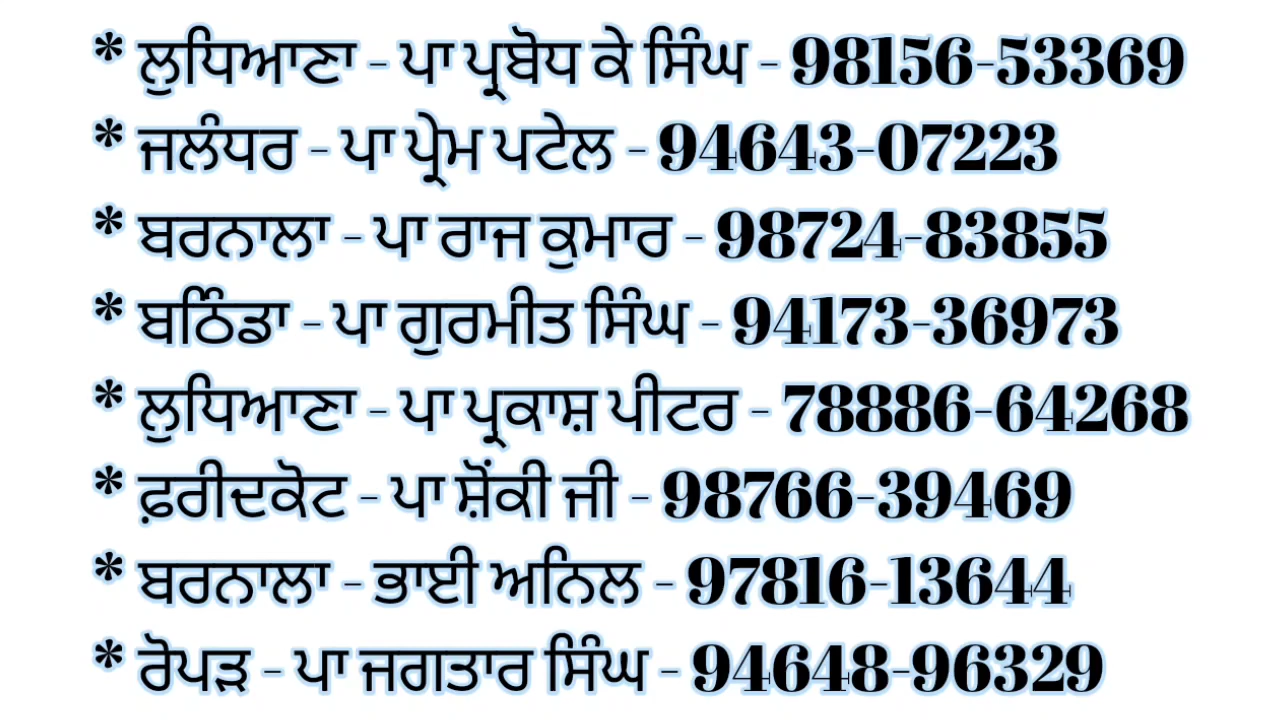 * ਲੁਧਿਆਣਾ - ਪਾ ਪ੍ਰਬੋਧ ਕੇ ਸਿੰਘ - 98156-53369
* ਜਲੰਧਰ - ਪਾ ਪ੍ਰੇਮ ਪਟੇਲ - 94643-07223
* ਬਰਨਾਲਾ - ਪਾ ਰਾਜ ਕੁਮਾਰ - 98724-83855
* ਬਠਿੰਡਾ - ਪਾ ਗੁਰਮੀਤ ਸਿੰਘ - 94173-36973
* ਲੁਧਿਆਣਾ - ਪਾ ਪ੍ਰਕਾਸ਼ ਪੀਟਰ - 78886-64268
* ਫ਼ਰੀਦਕੋਟ - ਪਾ ਸ਼ੋਂਕੀ ਜੀ - 98766-39469
* ਬਰਨਾਲਾ - ਭਾਈ ਅਨਿਲ - 97816-13644
* ਰੋਪੜ - ਪਾ ਜਗਤਾਰ ਸਿੰਘ - 94648-96329